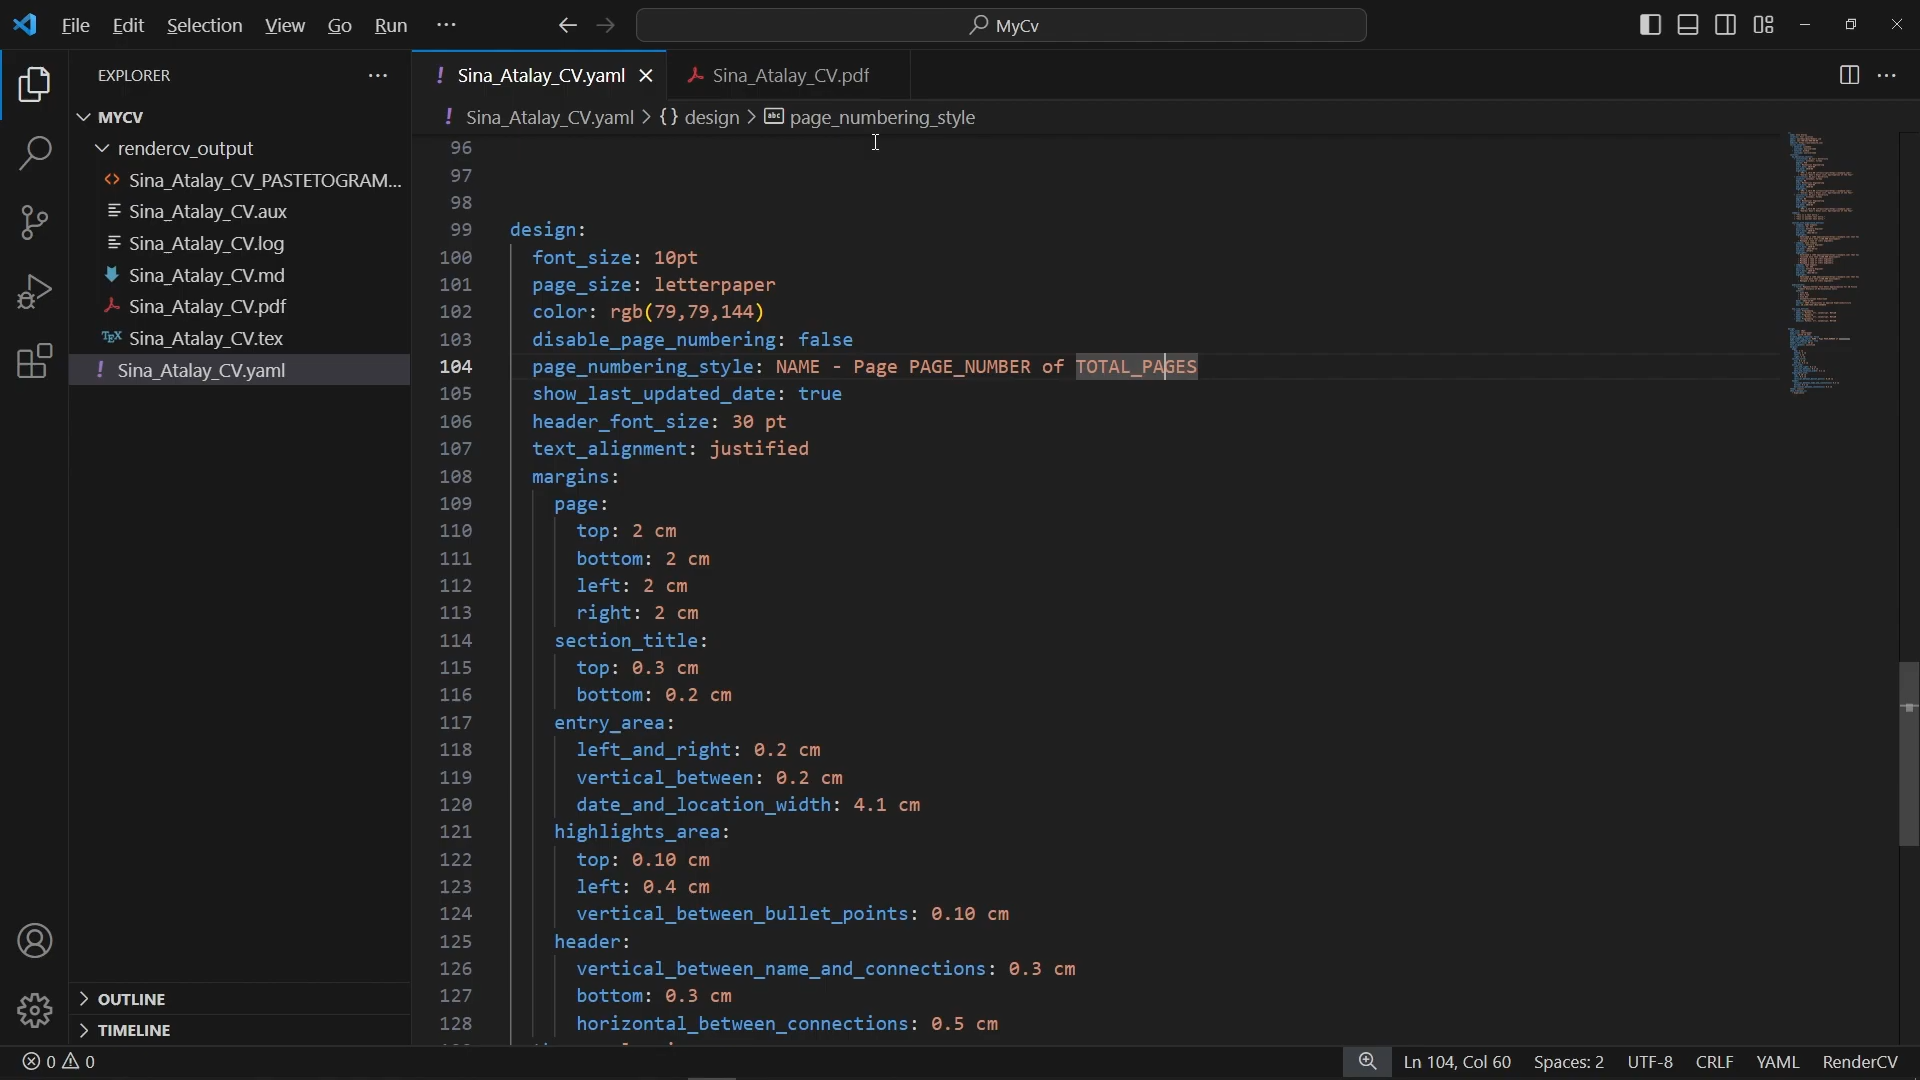 File Edit Selection View Go Run ···
MyCv
EXPLORER ···
MYCV
rendercv_output
Sina_Atalay_CV_PASTETOGRAM...
Sina_Atalay_CV.aux
Sina_Atalay_CV.log
Sina_Atalay_CV.md
Sina_Atalay_CV.pdf
TEX Sina_Atalay_CV.tex
! Sina_Atalay_CV.yaml
OUTLINE
TIMELINE
! Sina_Atalay_CV.yaml Sina_Atalay_CV.pdf ···
! Sina_Atalay_CV.yaml > {} design > abc page_numbering_style
96
97
98
99 design:
100 font_size: 10pt
101 page_size: letterpaper
102 color: rgb(79,79,144)
103 disable_page_numbering: false
104 page_numbering_style: NAME - Page PAGE_NUMBER of TOTAL_PAGES
105 show_last_updated_date: true
106 header_font_size: 30 pt
107 text_alignment: justified
108 margins:
109 page:
110 top: 2 cm
111 bottom: 2 cm
112 left: 2 cm
113 right: 2 cm
114 section_title:
115 top: 0.3 cm
116 bottom: 0.2 cm
117 entry_area:
118 left_and_right: 0.2 cm
119 vertical_between: 0.2 cm
120 date_and_location_width: 4.1 cm
121 highlights_area:
122 top: 0.10 cm
123 left: 0.4 cm
124 vertical_between_bullet_points: 0.10 cm
125 header:
126 vertical_between_name_and_connections: 0.3 cm
127 bottom: 0.3 cm
128 horizontal_between_connections: 0.5 cm
0 0 Ln 104, Col 60 Spaces: 2 UTF-8 CRLF YAML RenderCV